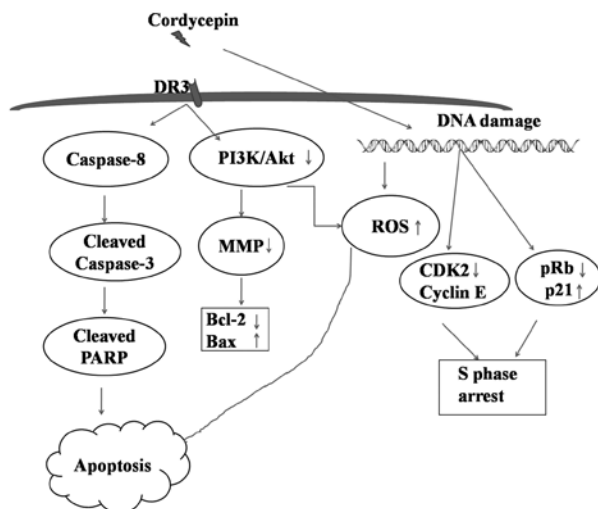 Cordycepin
DR3
DNA damage
Caspase-8
PI3K/Akt ↓
ROS ↑
Cleaved
Caspase-3
MMP↓
CDK2↓
Cyclin E
pRb ↓
p21↑
Bcl-2 ↓
Bax ↑
Cleaved
PARP
S phase
arrest
Apoptosis